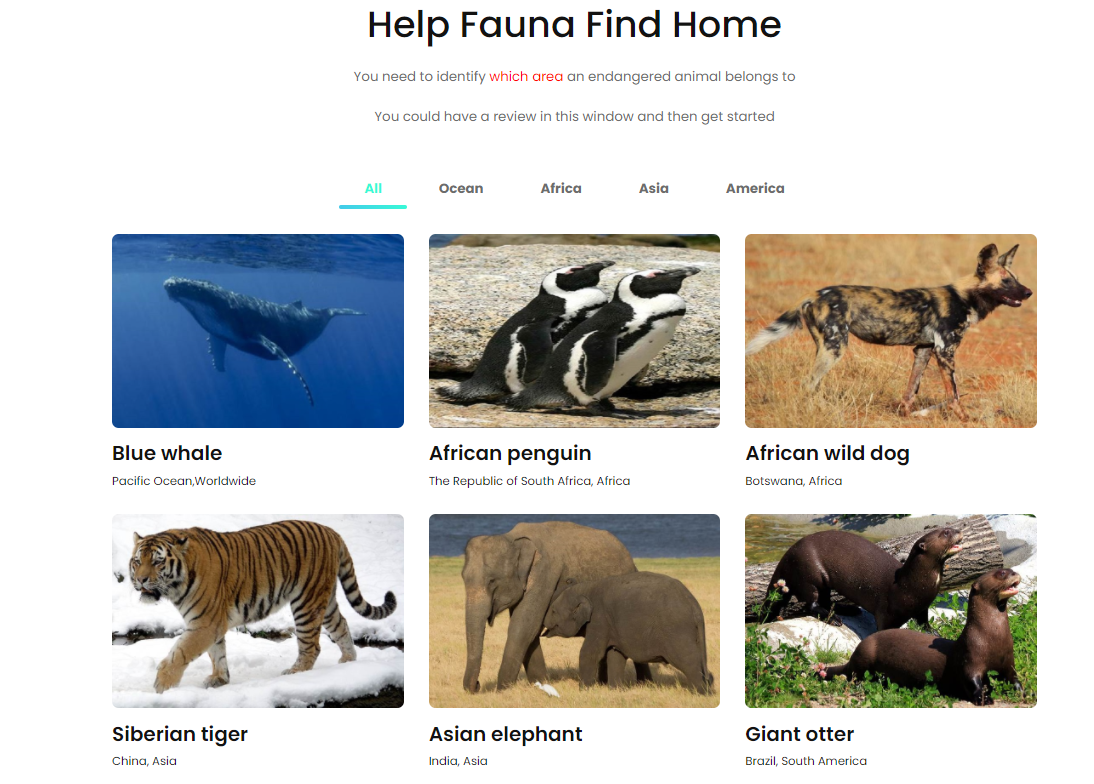 Help Fauna Find Home
You need to identify which area an endangered animal belongs to
You could have a review in this window and then get started
All Ocean Africa Asia America
Blue whale
Pacific Ocean,Worldwide
African penguin
The Republic of South Africa, Africa
African wild dog
Botswana, Africa
Siberian tiger
China, Asia
Asian elephant
India, Asia
Giant otter
Brazil, South America